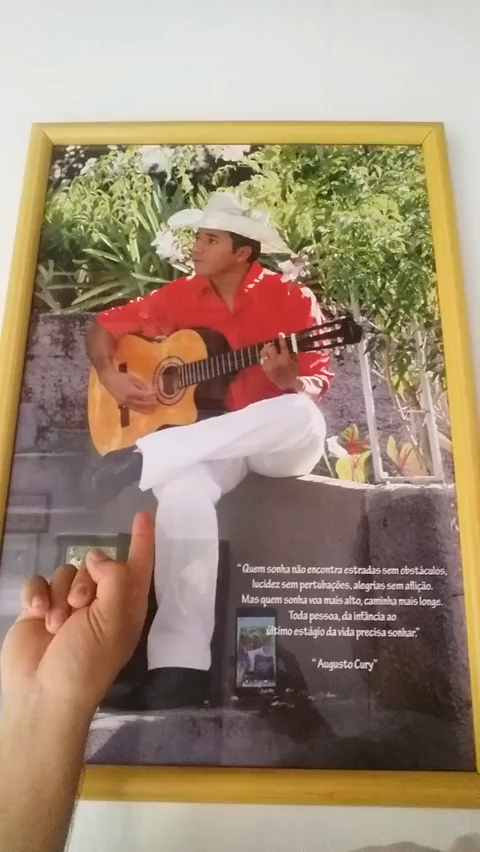 "Quem sonha não encontra estradas sem obstáculos,
lucidez sem pertubações, alegrias sem aflição.
Mas quem sonha voa mais alto, caminha mais longe.
Toda pessoa, da infância ao
último estágio da vida precisa sonhar."
" Augusto Cury"